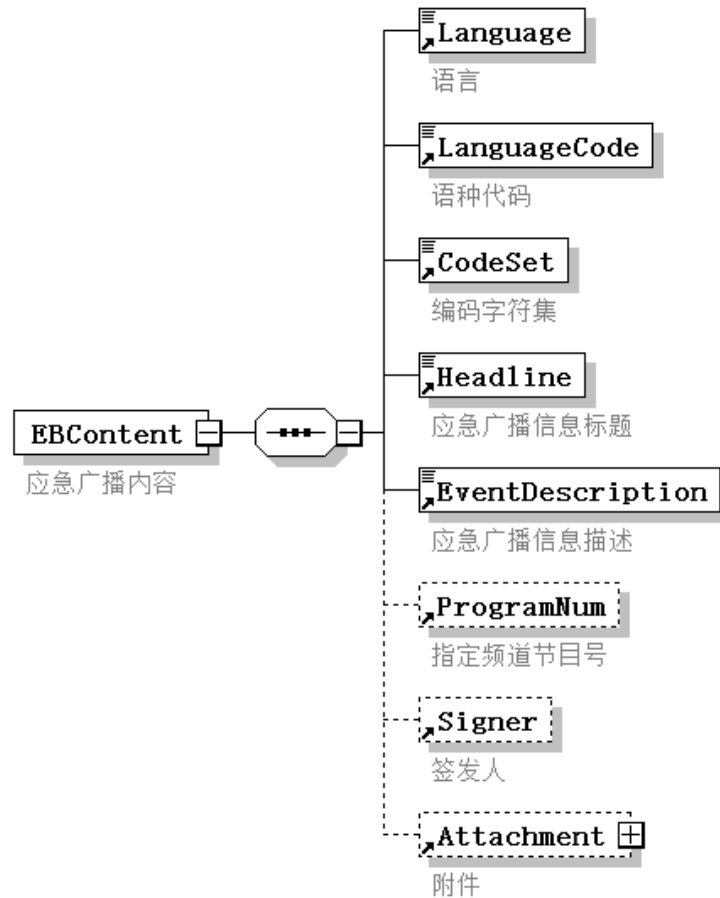 Language
语言
LanguageCode
语种代码
CodeSet
编码字符集
Headline
应急广播信息标题
EBContent
应急广播内容
EventDescription
应急广播信息描述
ProgramNum
指定频道节目号
Signer
签发人
Attachment
附件